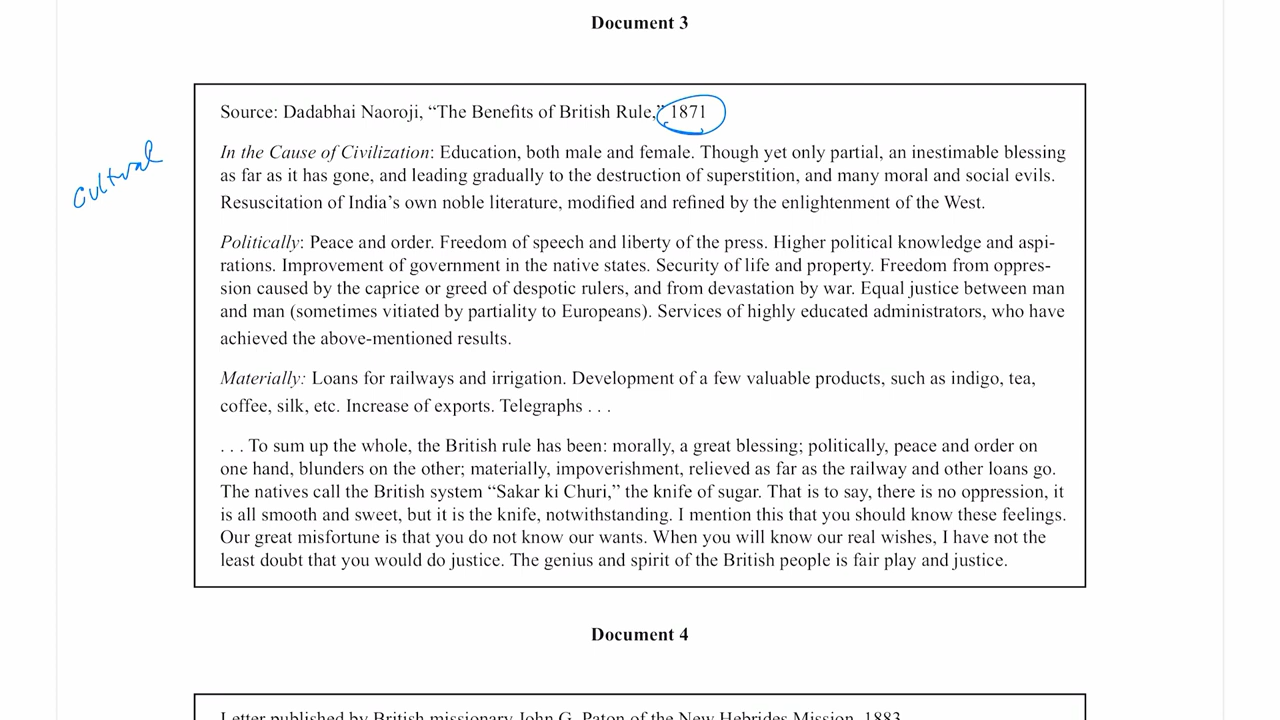 Document 3
Source: Dadabhai Naoroji, “The Benefits of British Rule,” 1871
cultural
In the Cause of Civilization: Education, both male and female. Though yet only partial, an inestimable blessing
as far as it has gone, and leading gradually to the destruction of superstition, and many moral and social evils.
Resuscitation of India’s own noble literature, modified and refined by the enlightenment of the West.
Politically: Peace and order. Freedom of speech and liberty of the press. Higher political knowledge and aspi-
rations. Improvement of government in the native states. Security of life and property. Freedom from oppres-
sion caused by the caprice or greed of despotic rulers, and from devastation by war. Equal justice between man
and man (sometimes vitiated by partiality to Europeans). Services of highly educated administrators, who have
achieved the above-mentioned results.
Materially: Loans for railways and irrigation. Development of a few valuable products, such as indigo, tea,
coffee, silk, etc. Increase of exports. Telegraphs . . .
. . . To sum up the whole, the British rule has been: morally, a great blessing; politically, peace and order on
one hand, blunders on the other; materially, impoverishment, relieved as far as the railway and other loans go.
The natives call the British system “Sakar ki Churi,” the knife of sugar. That is to say, there is no oppression, it
is all smooth and sweet, but it is the knife, notwithstanding. I mention this that you should know these feelings.
Our great misfortune is that you do not know our wants. When you will know our real wishes, I have not the
least doubt that you would do justice. The genius and spirit of the British people is fair play and justice.
Document 4
Letter published by British missionary John G. Paton of the New Hebrides Mission, 1883